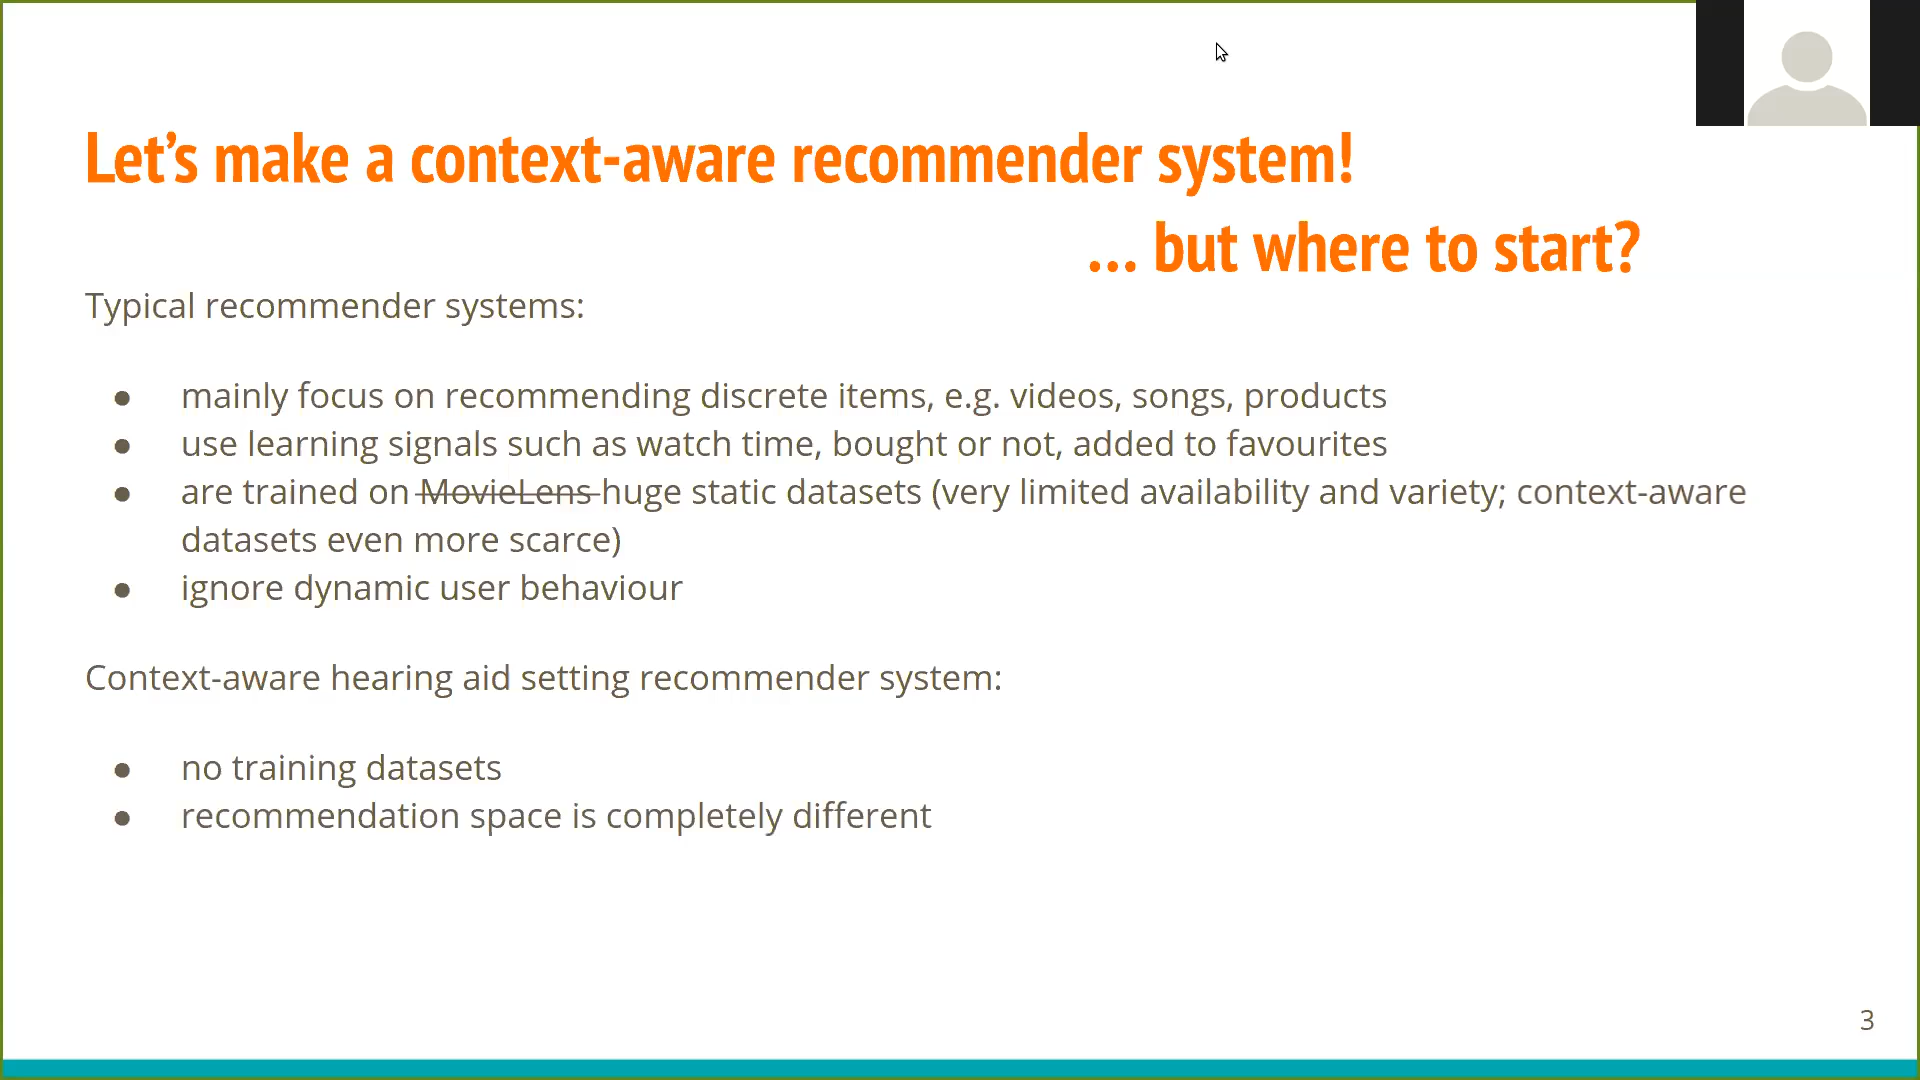 Let's make a context-aware recommender system!
... but where to start?
Typical recommender systems:
● mainly focus on recommending discrete items, e.g. videos, songs, products
● use learning signals such as watch time, bought or not, added to favourites
● are trained on MovieLens huge static datasets (very limited availability and variety; context-aware
datasets even more scarce)
● ignore dynamic user behaviour
Context-aware hearing aid setting recommender system:
● no training datasets
● recommendation space is completely different
3